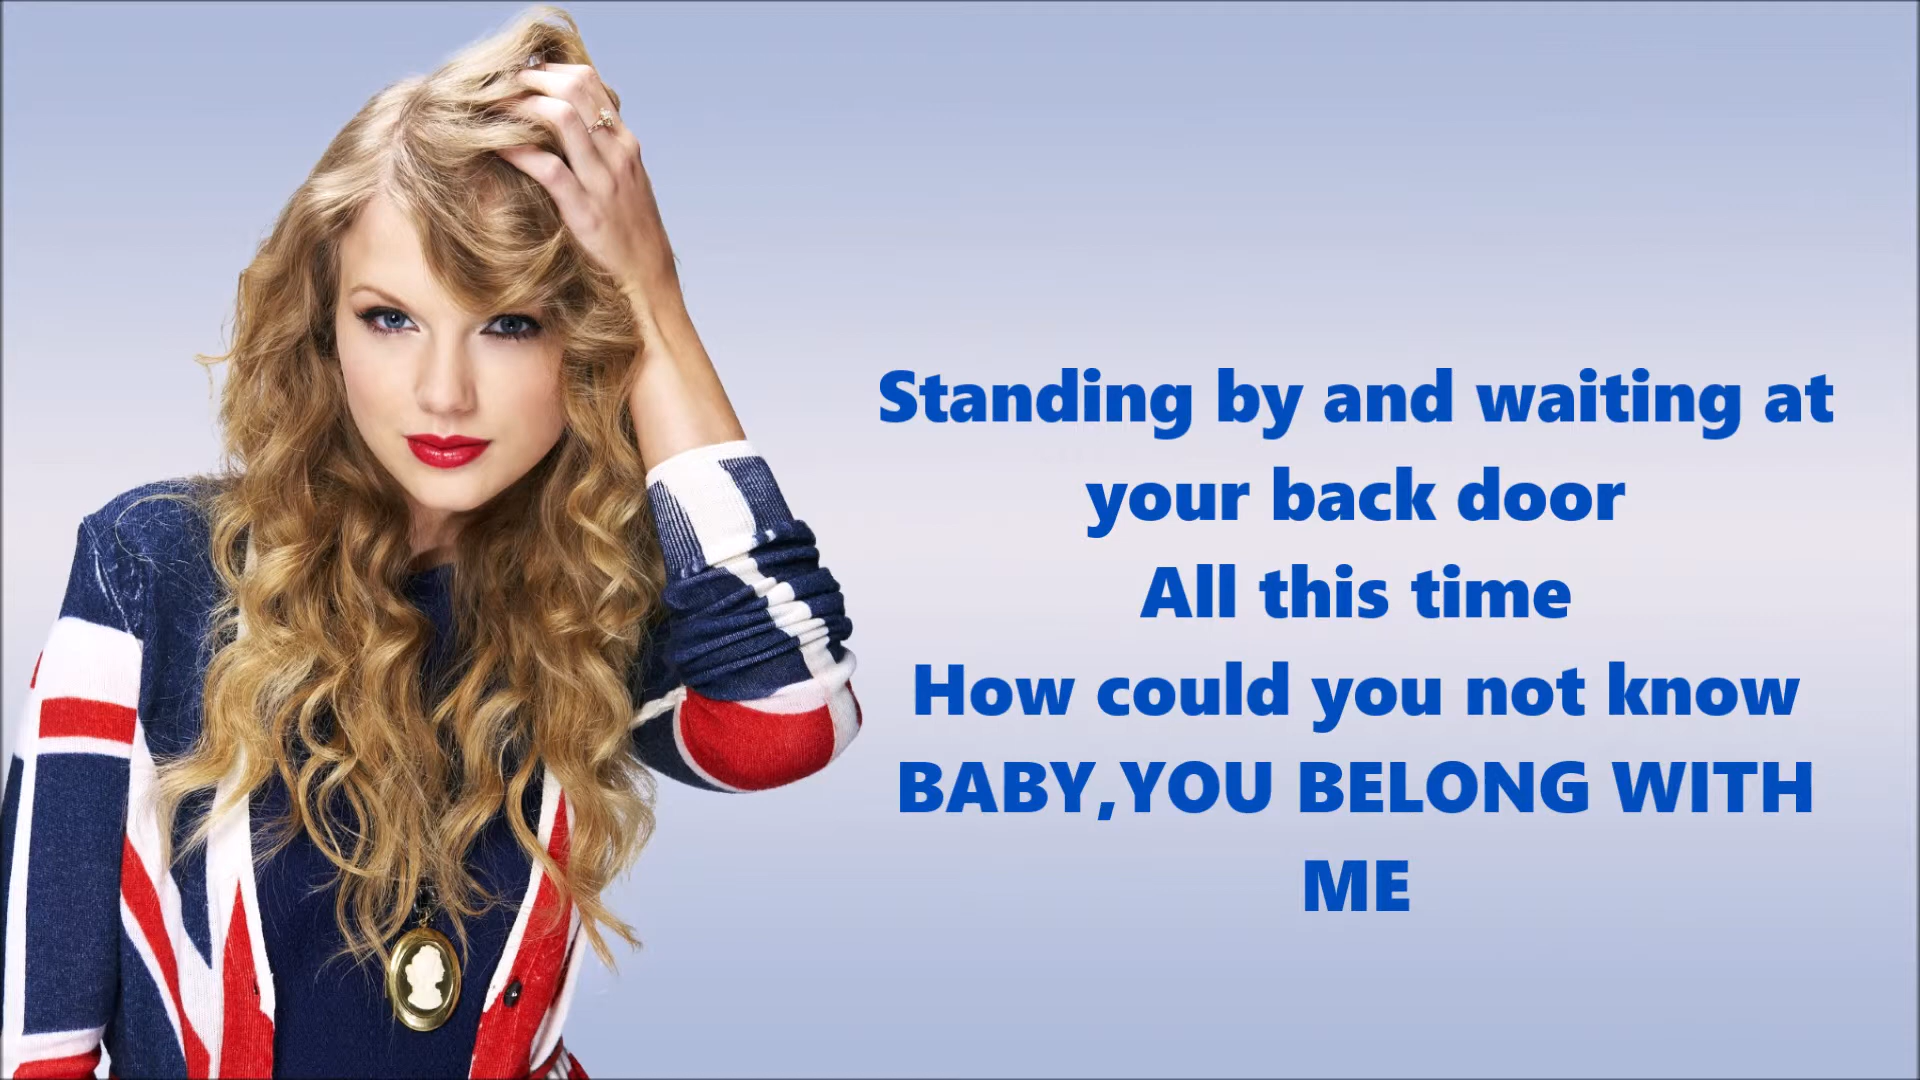 Standing by and waiting at
your back door
All this time
How could you not know
BABY,YOU BELONG WITH
ME